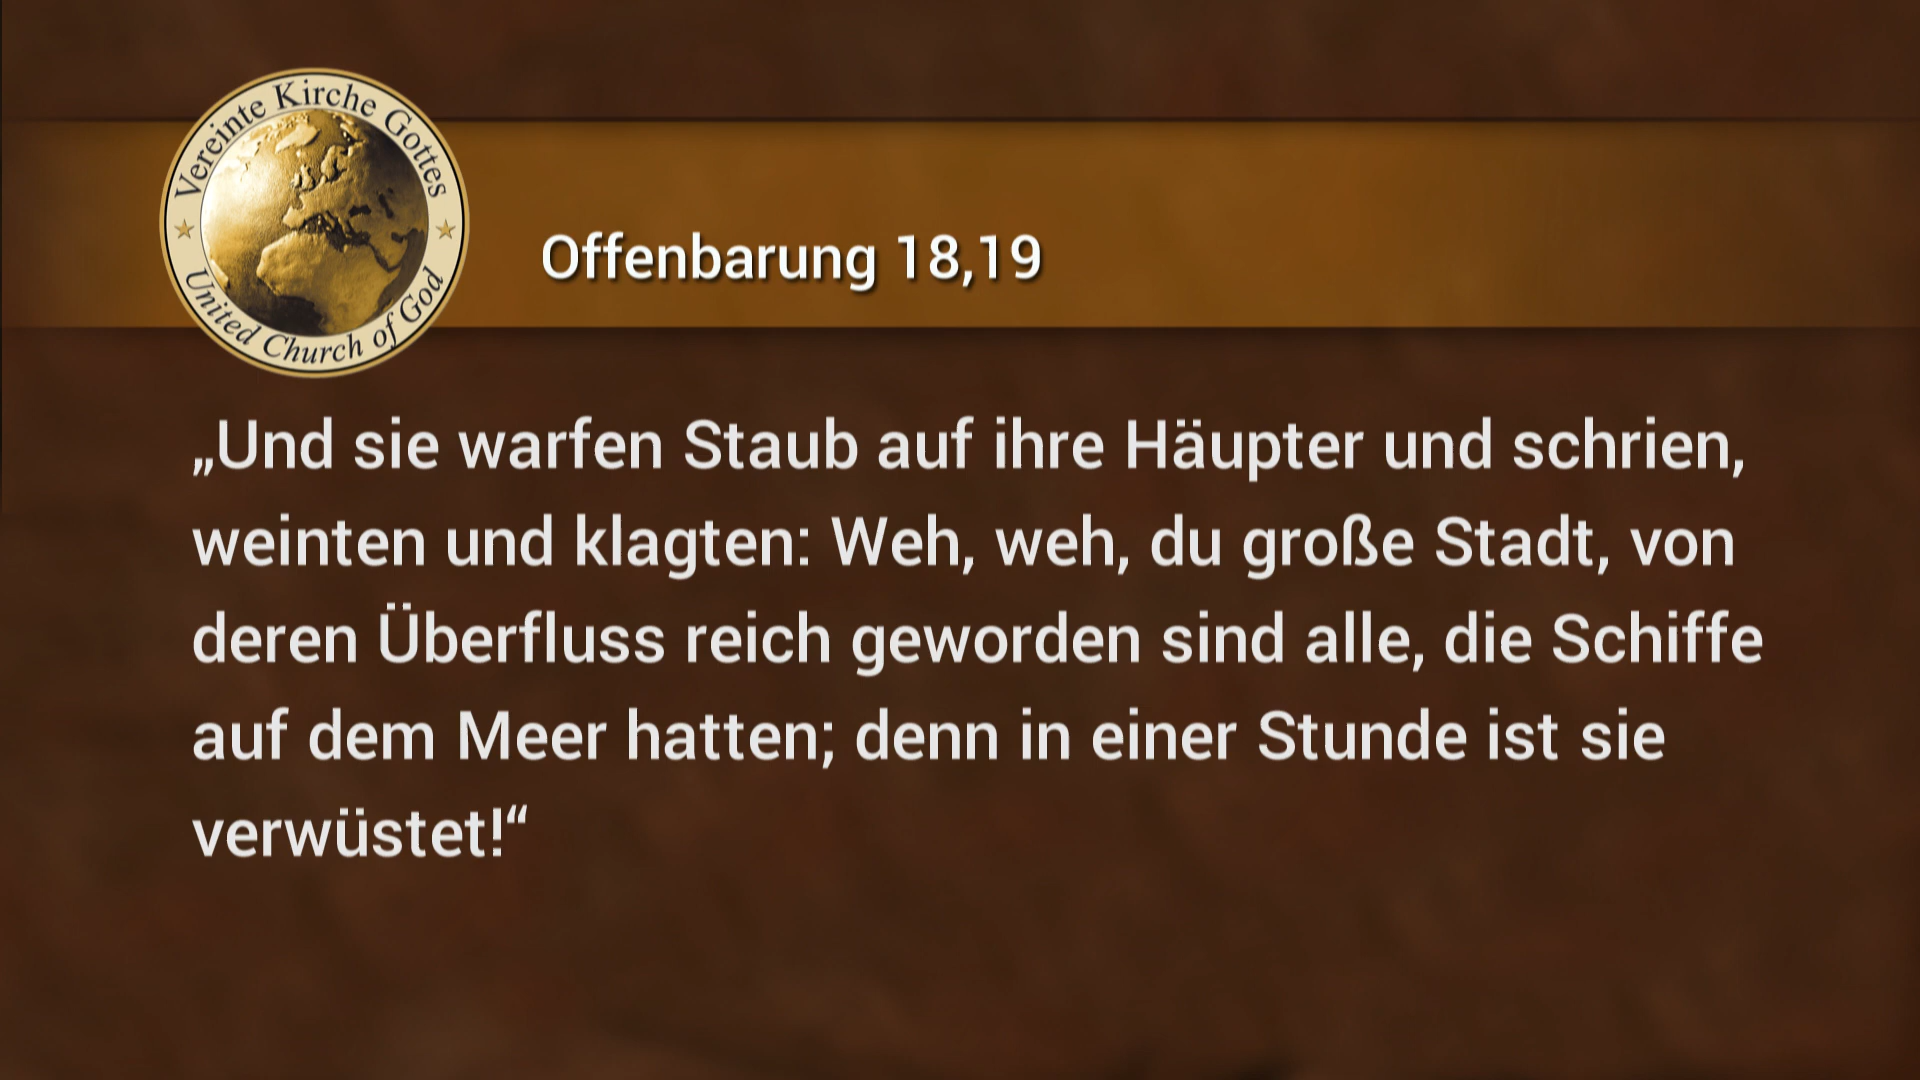 Vereinte Kirche Gottes
United Church of God
Offenbarung 18,19
„Und sie warfen Staub auf ihre Häupter und schrien,
weinten und klagten: Weh, weh, du große Stadt, von
deren Überfluss reich geworden sind alle, die Schiffe
auf dem Meer hatten; denn in einer Stunde ist sie
verwüstet!“